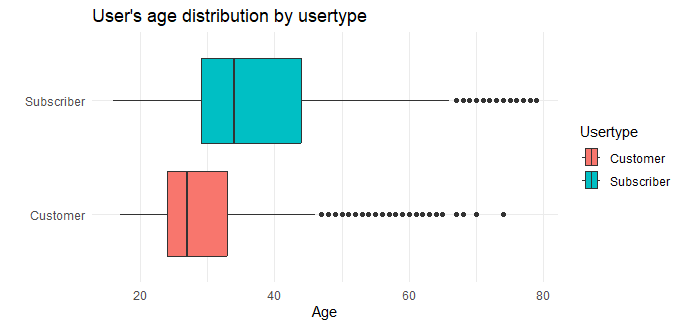 User's age distribution by usertype
Subscriber
Customer
20 40 60 80
Age
Usertype
Customer
Subscriber